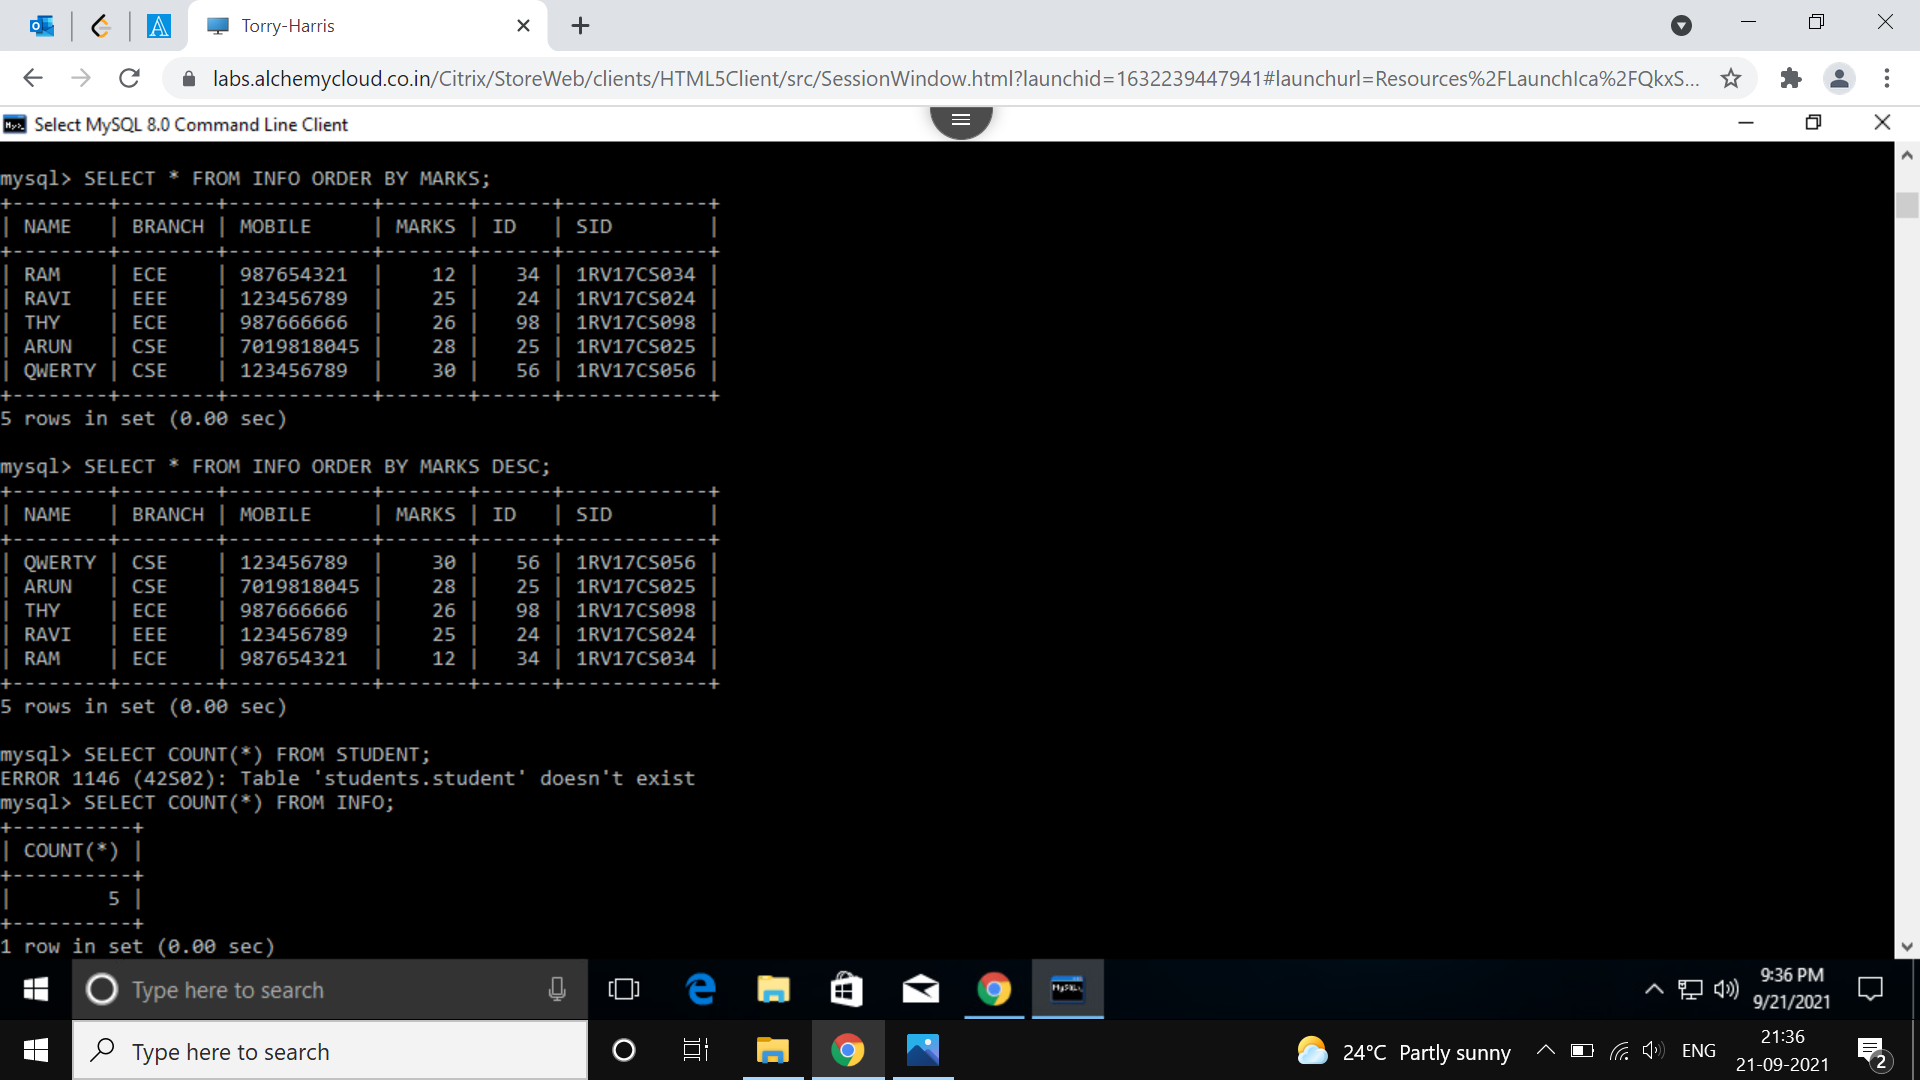 Torry-Harris
labs.alchemycloud.co.in/Citrix/StoreWeb/clients/HTML5Client/src/SessionWindow.html?launchid=1632239447941#launchurl=Resources%2FLaunchIca%2FQkxS...
Select MySQL 8.0 Command Line Client
mysql> SELECT * FROM INFO ORDER BY MARKS;
+--------+--------+------------+-------+------+------------+
| NAME   | BRANCH | MOBILE     | MARKS | ID   | SID        |
+--------+--------+------------+-------+------+------------+
| RAM    | ECE    | 987654321  |    12 |   34 | 1RV17CS034 |
| RAVI   | EEE    | 123456789  |    25 |   24 | 1RV17CS024 |
| THY    | ECE    | 987666666  |    26 |   98 | 1RV17CS098 |
| ARUN   | CSE    | 7019818045 |    28 |   25 | 1RV17CS025 |
| QWERTY | CSE    | 123456789  |    30 |   56 | 1RV17CS056 |
+--------+--------+------------+-------+------+------------+
5 rows in set (0.00 sec)
mysql> SELECT * FROM INFO ORDER BY MARKS DESC;
+--------+--------+------------+-------+------+------------+
| NAME   | BRANCH | MOBILE     | MARKS | ID   | SID        |
+--------+--------+------------+-------+------+------------+
| QWERTY | CSE    | 123456789  |    30 |   56 | 1RV17CS056 |
| ARUN   | CSE    | 7019818045 |    28 |   25 | 1RV17CS025 |
| THY    | ECE    | 987666666  |    26 |   98 | 1RV17CS098 |
| RAVI   | EEE    | 123456789  |    25 |   24 | 1RV17CS024 |
| RAM    | ECE    | 987654321  |    12 |   34 | 1RV17CS034 |
+--------+--------+------------+-------+------+------------+
5 rows in set (0.00 sec)
mysql> SELECT COUNT(*) FROM STUDENT;
ERROR 1146 (42S02): Table 'students.student' doesn't exist
mysql> SELECT COUNT(*) FROM INFO;
+----------+
| COUNT(*) |
+----------+
|        5 |
+----------+
1 row in set (0.00 sec)
Type here to search
9:36 PM
9/21/2021
Type here to search
24°C Partly sunny
ENG
21:36
21-09-2021
2